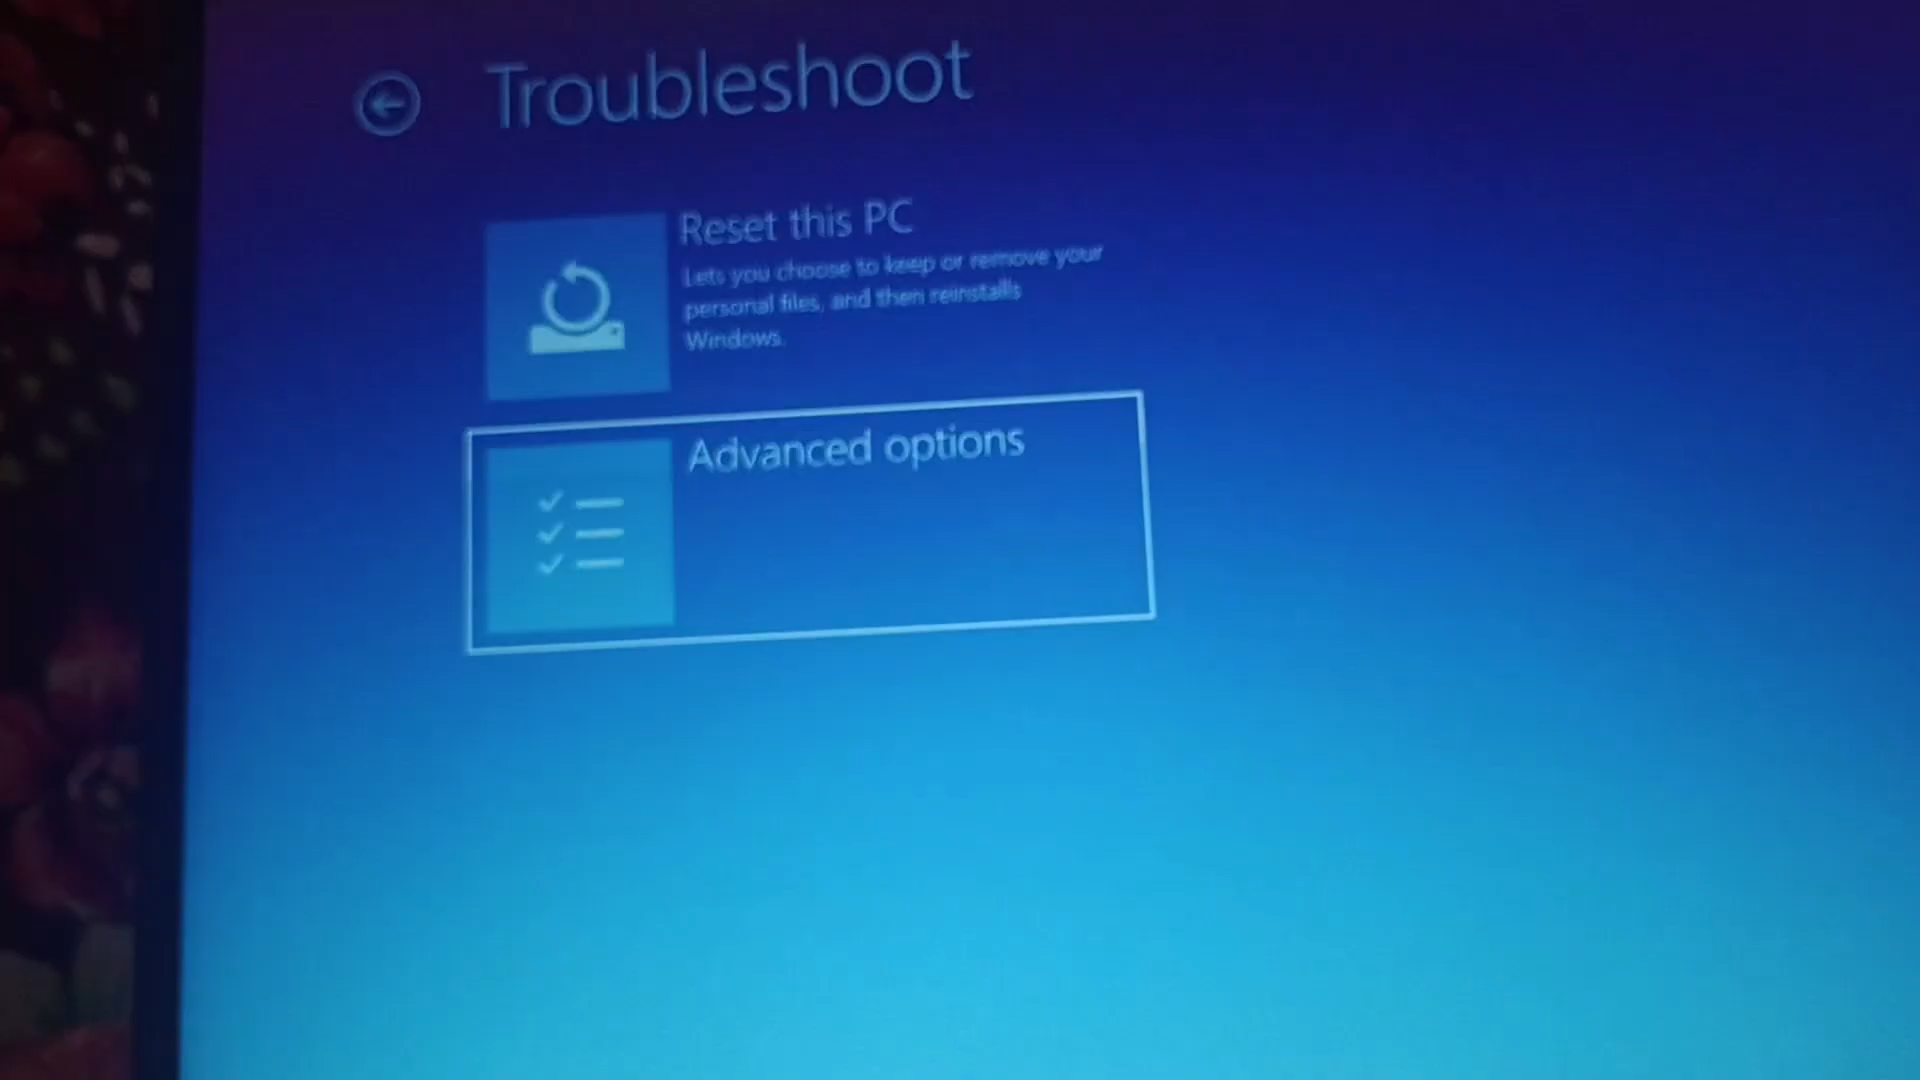 Troubleshoot
Reset this PC
Lets you choose to keep or remove your
personal files, and then reinstalls
Windows.
Advanced options